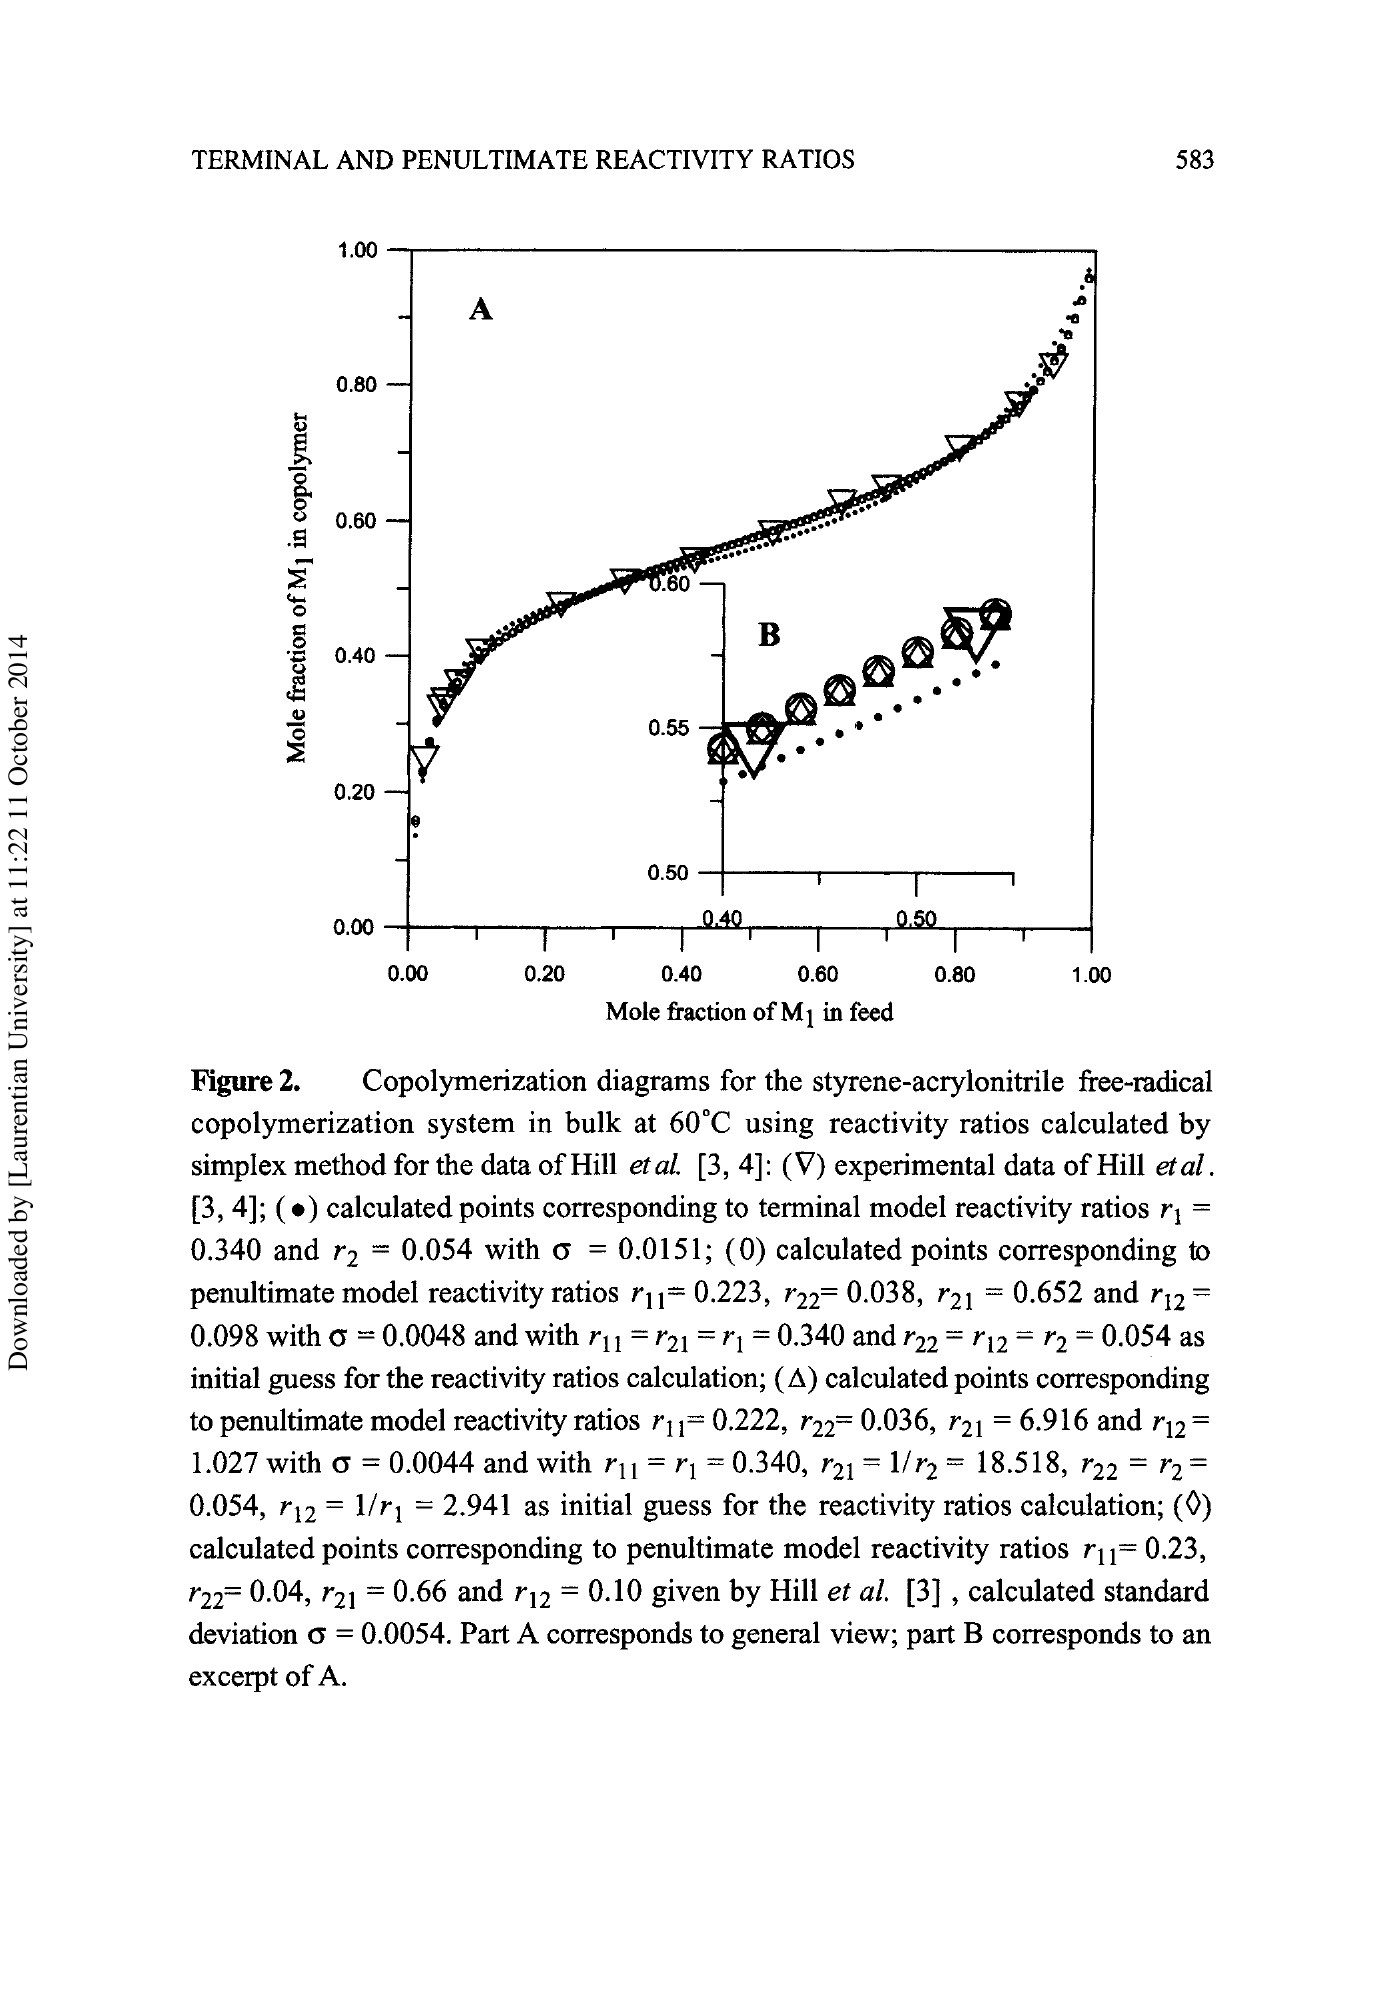 TERMINAL AND PENULTIMATE REACTIVITY RATIOS 583
1.00
A
0.80
0.60
0.40
0.20
0.00
Mole fraction of M1 in copolymer
0.60
B
0.55
0.50
0.40 0.50
0.00 0.20 0.40 0.60 0.80 1.00
Mole fraction of M1 in feed
Figure 2. Copolymerization diagrams for the styrene-acrylonitrile free-radical
copolymerization system in bulk at 60°C using reactivity ratios calculated by
simplex method for the data of Hill et al. [3, 4]: (∇) experimental data of Hill et al.
[3, 4]; (•) calculated points corresponding to terminal model reactivity ratios r1 =
0.340 and r2 = 0.054 with σ = 0.0151; (0) calculated points corresponding to
penultimate model reactivity ratios r11= 0.223, r22= 0.038, r21 = 0.652 and r12 =
0.098 with σ = 0.0048 and with r11 = r21 = r1 = 0.340 and r22 = r12 = r2 = 0.054 as
initial guess for the reactivity ratios calculation; (Δ) calculated points corresponding
to penultimate model reactivity ratios r11= 0.222, r22= 0.036, r21 = 6.916 and r12 =
1.027 with σ = 0.0044 and with r11 = r1 = 0.340, r21 = 1/r2 = 18.518, r22 = r2 =
0.054, r12 = 1/r1 = 2.941 as initial guess for the reactivity ratios calculation; (◊)
calculated points corresponding to penultimate model reactivity ratios r11= 0.23,
r22= 0.04, r21 = 0.66 and r12 = 0.10 given by Hill et al. [3] , calculated standard
deviation σ = 0.0054. Part A corresponds to general view; part B corresponds to an
excerpt of A.
Downloaded by [Laurentian University] at 11:22 11 October 2014